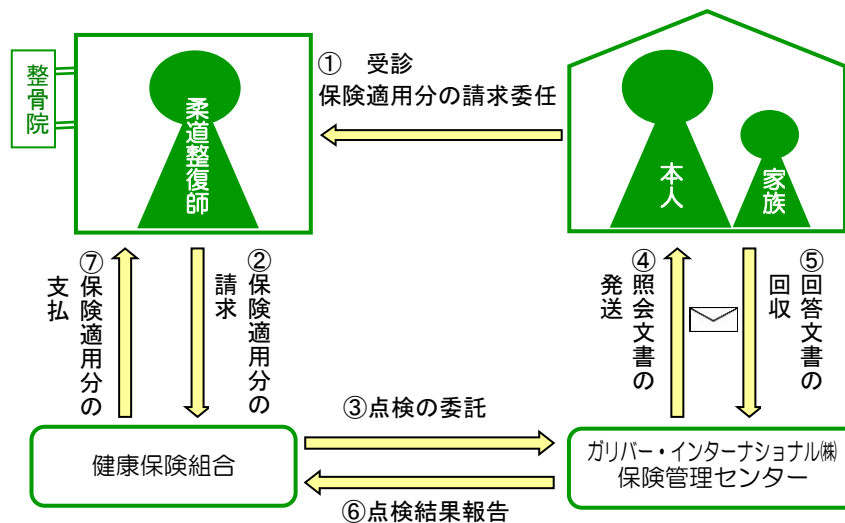 整骨院
柔道整復師
①　受診
保険適用分の請求委任
本人
家族
⑦保険適用分の
支払
②保険適用分の
請求
④照会文書の
発送
⑤回答文書の
回収
③点検の委託
健康保険組合
ガリバー・インターナショナル㈱
保険管理センター
⑥点検結果報告